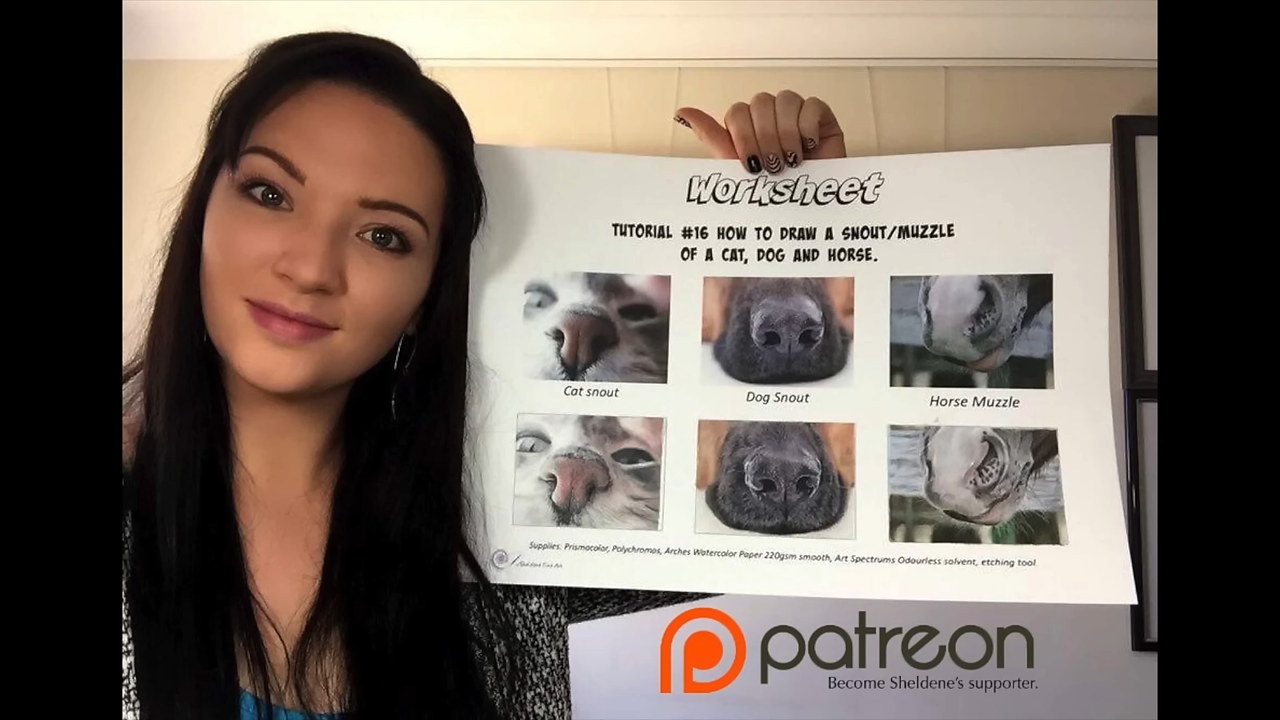 Worksheet
TUTORIAL #16 HOW TO DRAW A SNOUT/MUZZLE
OF A CAT, DOG AND HORSE.
Cat snout
Dog Snout
Horse Muzzle
Supplies: Prismacolor, Polychromos, Arches Watercolor Paper 220gsm smooth, Art Spectrums Odourless solvent, etching tool
patreon
Become Sheldene's supporter.